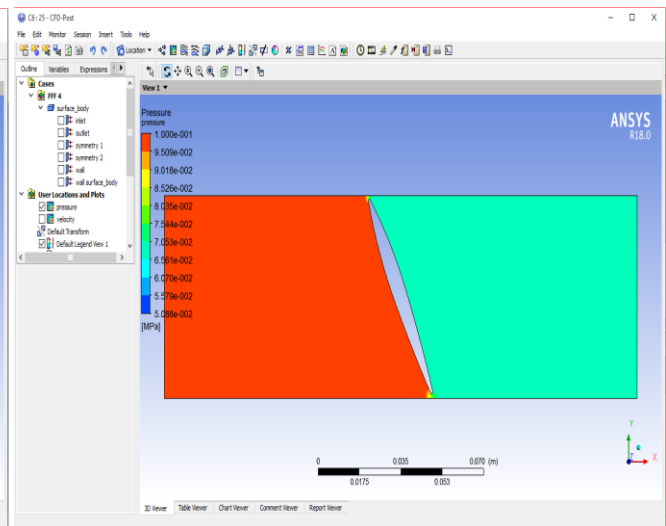 C6 : 25 - CFD-Post
File Edit Monitor Session Insert Tools Help
Location
Outline Variables Expressions
Cases
FFF 4
surface_body
inlet
outlet
symmetry 1
symmetry 2
wall
wall surface_body
User Locations and Plots
pressure
velocity
Default Transform
Default Legend View 1
View 1
Pressure
pressure
1.000e-001
9.509e-002
9.018e-002
8.526e-002
8.035e-002
7.544e-002
7.053e-002
6.561e-002
6.070e-002
5.579e-002
5.088e-002
[MPa]
ANSYS
R18.0
Y
Z X
0 0.035 0.070 (m)
0.0175 0.053
3D Viewer Table Viewer Chart Viewer Comment Viewer Report Viewer